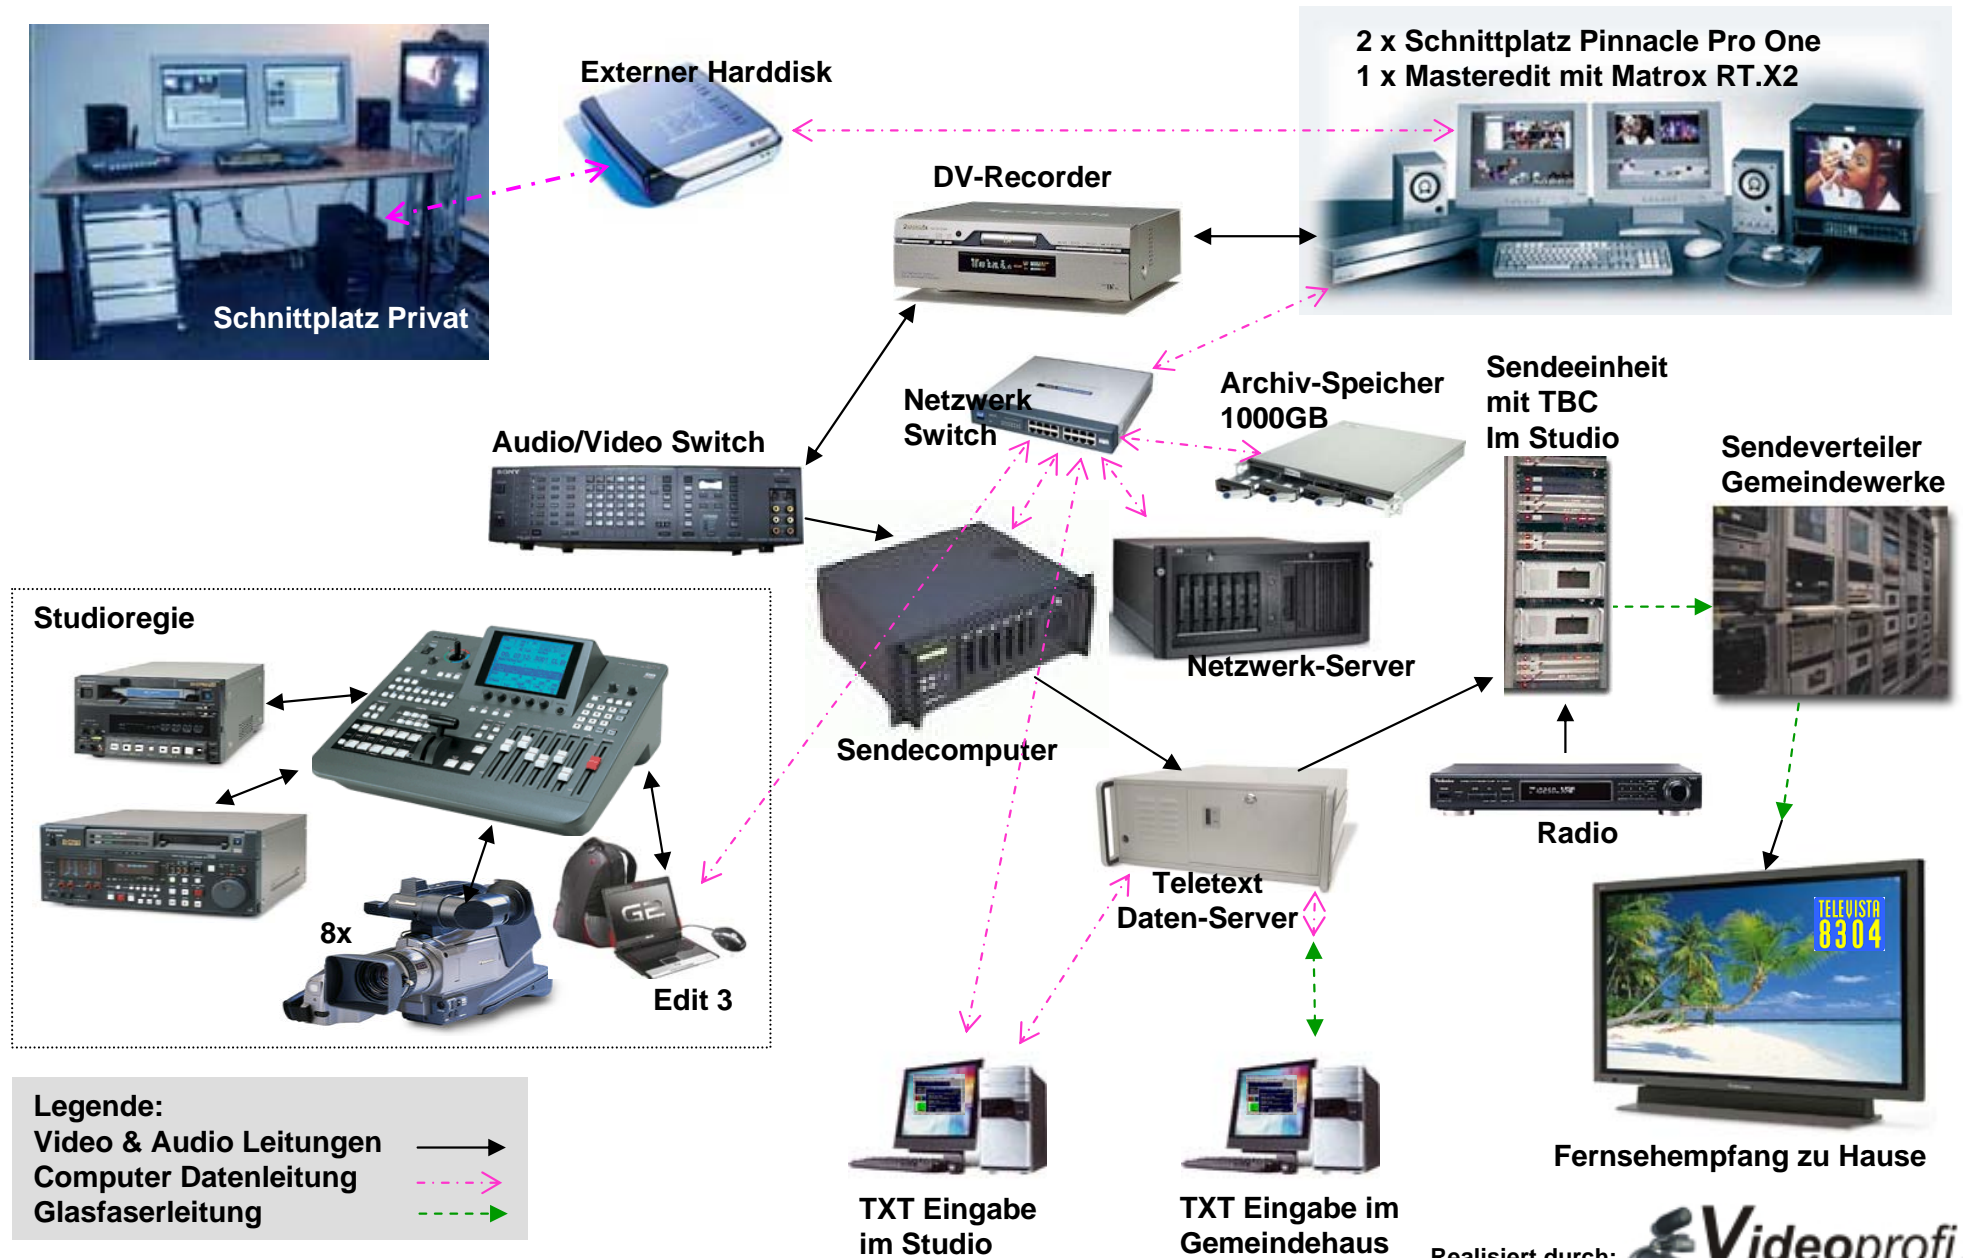 2 x Schnittplatz Pinnacle Pro One
1 x Masteredit mit Matrox RT.X2
Externer Harddisk
DV-Recorder
Schnittplatz Privat
Netzwerk
Switch
Archiv-Speicher
1000GB
Sendeeinheit
mit TBC
Im Studio
Sendeverteiler
Gemeindewerke
Audio/Video Switch
SONY
Studioregie
Netzwerk-Server
Sendecomputer
Radio
Teletext
Daten-Server
TELEVISTA
8304
8x
G2
Edit 3
Legende:
Video & Audio Leitungen
Computer Datenleitung
Glasfaserleitung
Fernsehempfang zu Hause
TXT Eingabe
im Studio
TXT Eingabe im
Gemeindehaus
Realisiert durch:
Videoprofi